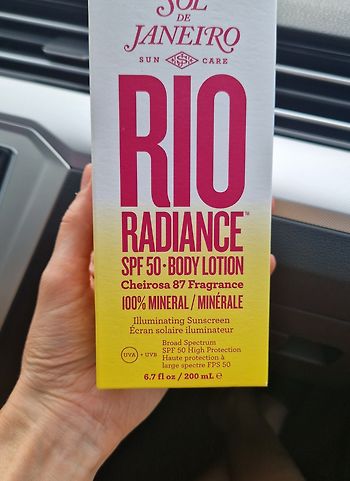 SOL
DE
JANEIRO
SUN CARE
RIO
RADIANCE™
SPF 50 • BODY LOTION
Cheirosa 87 Fragrance
100% MINERAL / MINÉRALE
Illuminating Sunscreen
Écran solaire iluminateur
UVA + UVB
Broad Spectrum
SPF 50 High Protection
Haute protection à
large spectre FPS 50
6.7 fl oz / 200 mL ℮